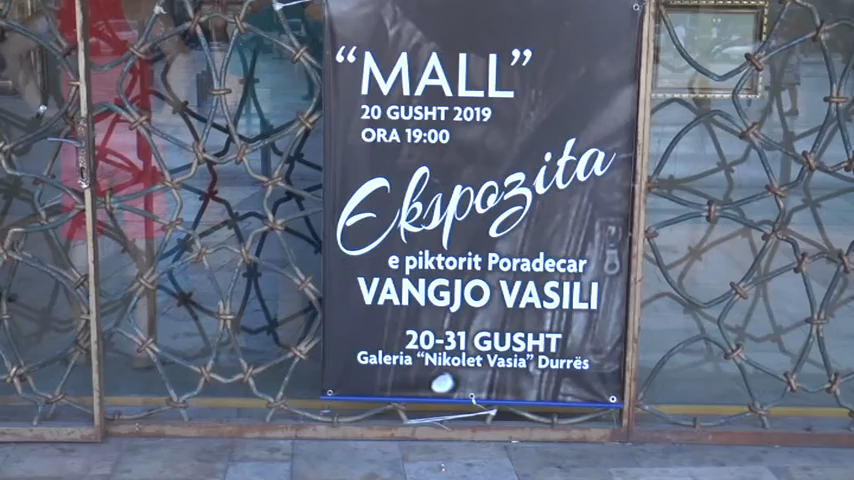 “MALL”
20 GUSHT 2019
ORA 19:00
Ekspozita
e piktorit Poradecar
VANGJO VASILI
20-31 GUSHT
Galeria “Nikolet Vasia” Durrës